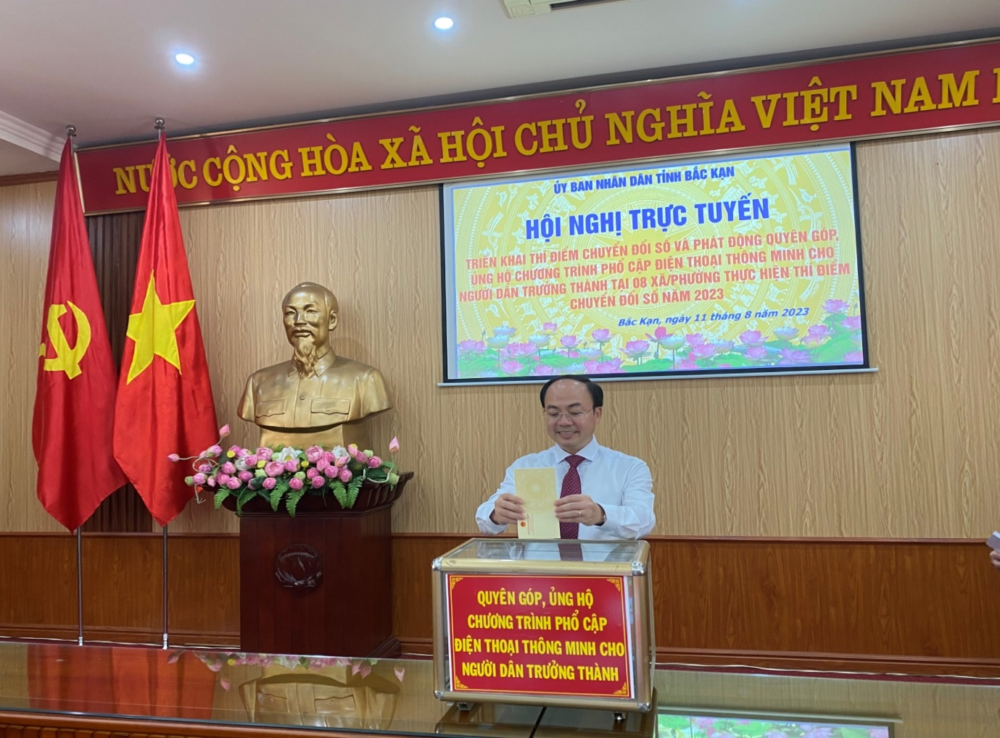 NƯỚC CỘNG HÒA XÃ HỘI CHỦ NGHĨA VIỆT NAM
ỦY BAN NHÂN DÂN TỈNH BẮC KẠN
HỘI NGHỊ TRỰC TUYẾN
TRIỂN KHAI THÍ ĐIỂM CHUYỂN ĐỔI SỐ VÀ PHÁT ĐỘNG QUYÊN GÓP,
ỦNG HỘ CHƯƠNG TRÌNH PHỔ CẬP ĐIỆN THOẠI THÔNG MINH CHO
NGƯỜI DÂN TRƯỞNG THÀNH TẠI 08 XÃ/PHƯỜNG THỰC HIỆN THÍ ĐIỂM
CHUYỂN ĐỔI SỐ NĂM 2023
Bắc Kạn, ngày 11 tháng 8 năm 2023
QUYÊN GÓP, ỦNG HỘ
CHƯƠNG TRÌNH PHỔ CẬP
ĐIỆN THOẠI THÔNG MINH CHO
NGƯỜI DÂN TRƯỞNG THÀNH